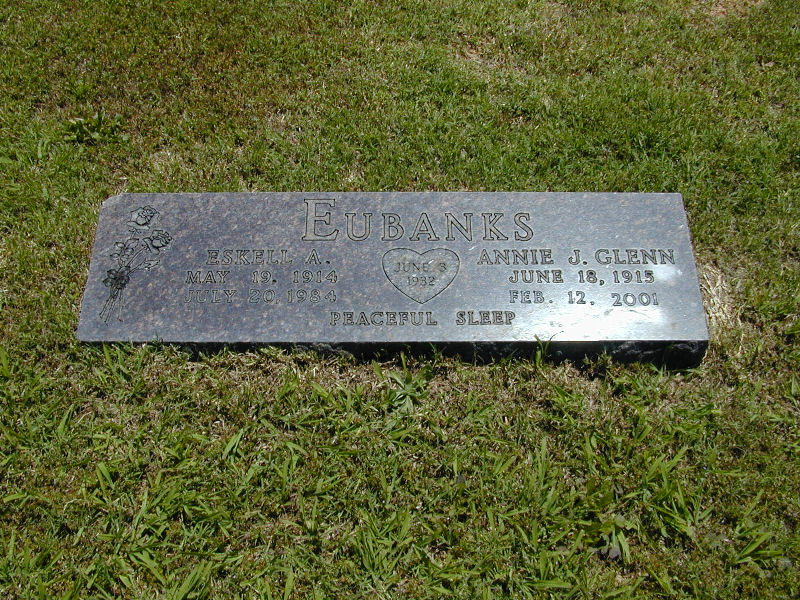 EUBANKS
ESKELL A.
MAY 19, 1914
JULY 20, 1984
JUNE 3
1932
ANNIE J. GLENN
JUNE 18, 1915
FEB. 12, 2001
PEACEFUL SLEEP